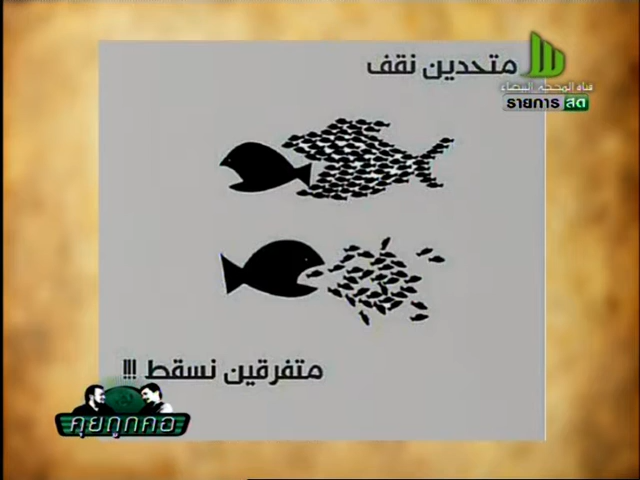 متحدين نقف
قناة المحجة البيضاء
รายการ สด
متفرقين نسقط !!!
คุยถูกคอ